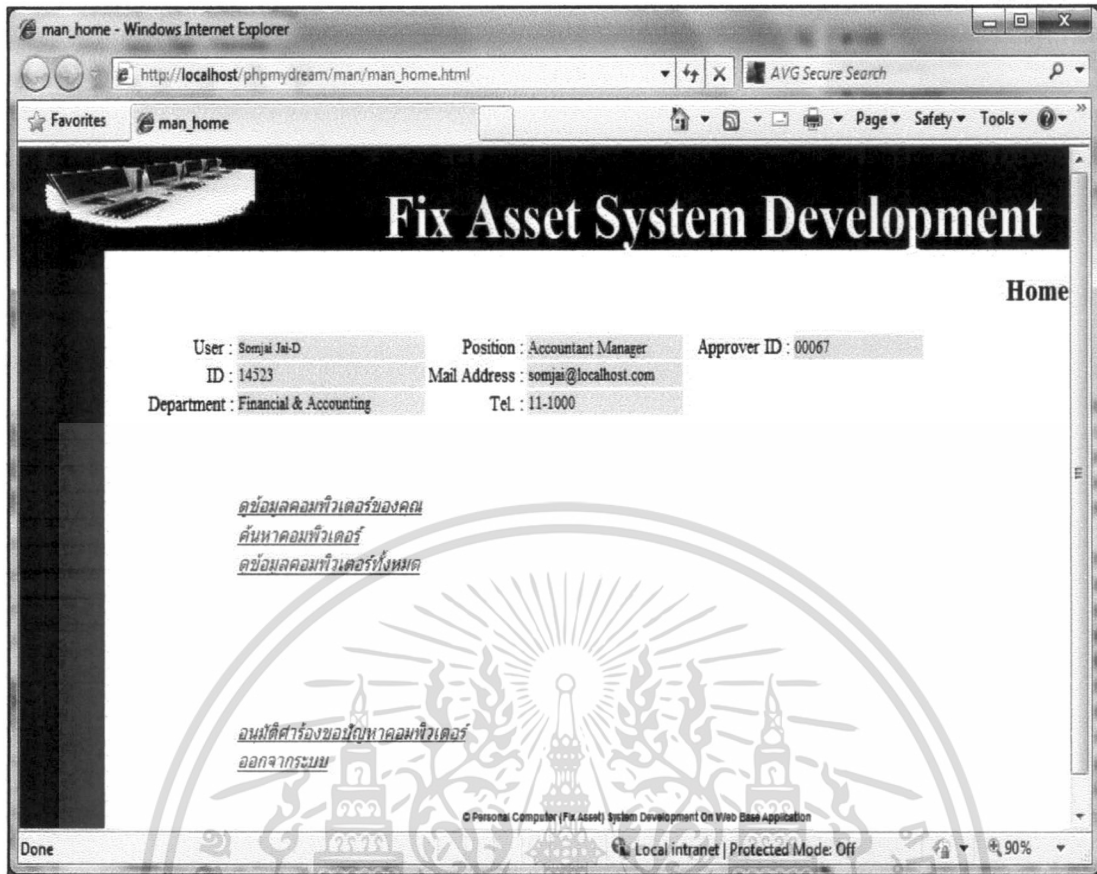 man_home - Windows Internet Explorer
http://localhost/phpmydream/man/man_home.html
AVG Secure Search
Favorites man_home Page Safety Tools
Fix Asset System Development
Home
User : Somjai Jai-D Position : Accountant Manager Approver ID : 00067
ID : 14523 Mail Address : somjai@localhost.com
Department : Financial & Accounting Tel. : 11-1000
ดูข้อมูลคอมพิวเตอร์ของคุณ
ค้นหาคอมพิวเตอร์
ดูข้อมูลคอมพิวเตอร์ทั้งหมด
อนุมัติคำร้องขอปัญหาคอมพิวเตอร์
ออกจากระบบ
© Personal Computer (Fix Asset) System Development On Web Base Application
Done Local intranet | Protected Mode: Off 90%